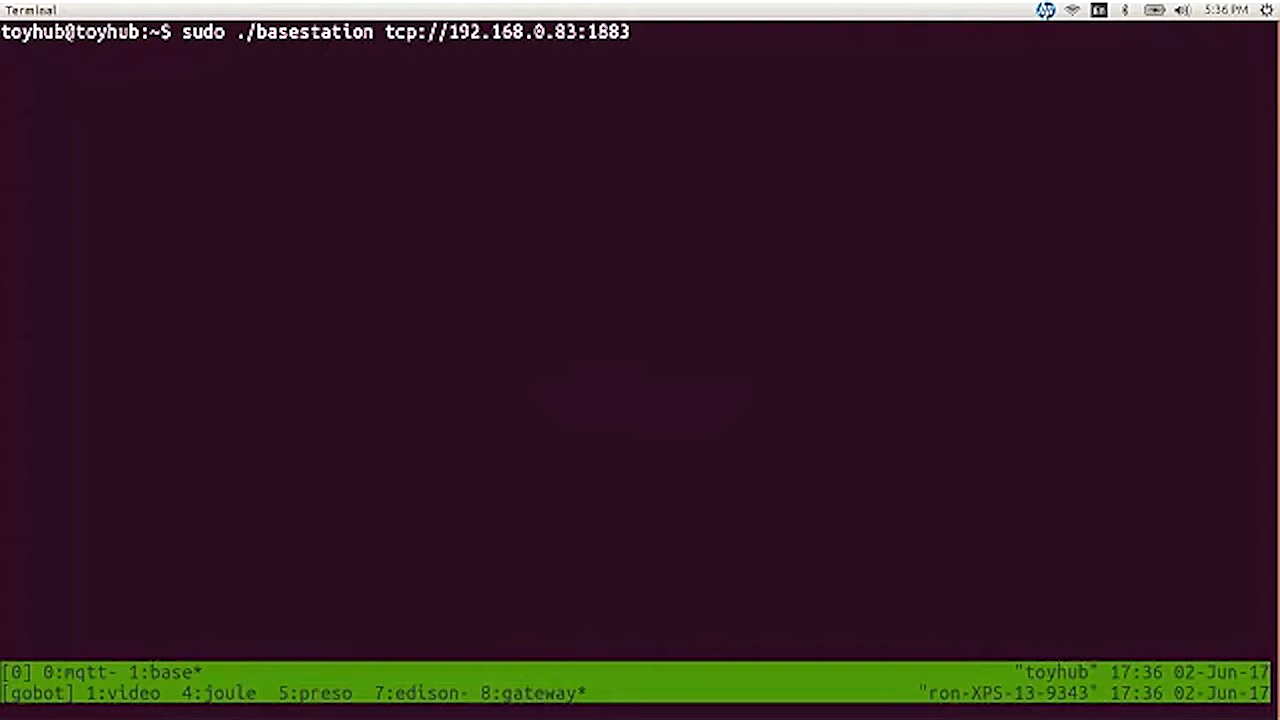 Terminal
5:36 PM
toyhub@toyhub:~$ sudo ./basestation tcp://192.168.0.83:1883
[0] 0:mqtt- 1:base* "toyhub" 17:36 02-Jun-17
[gobot] 1:video 4:joule 5:preso 7:edison- 8:gateway* "ron-XPS-13-9343" 17:36 02-Jun-17